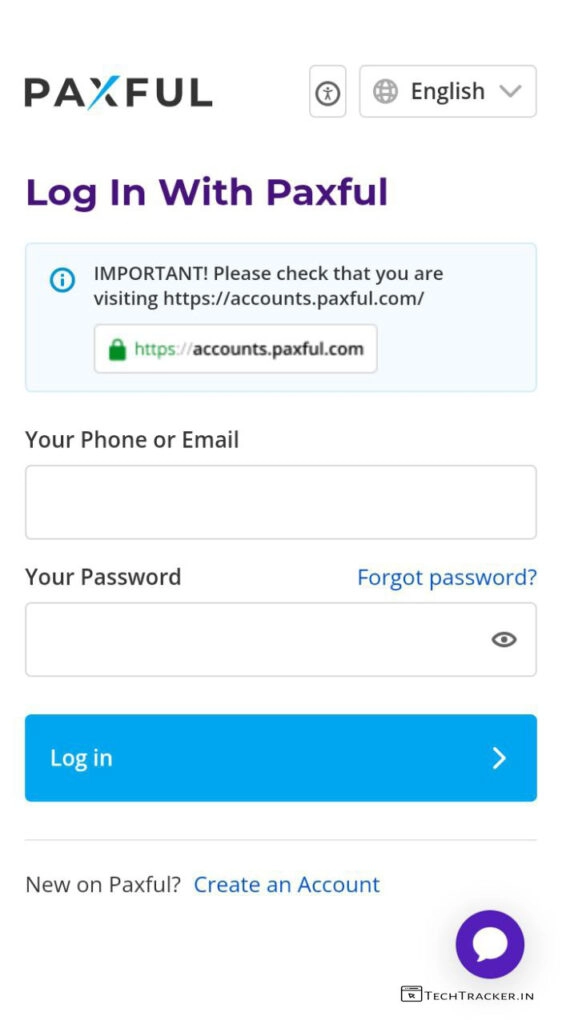 PAXFUL
English
Log In With Paxful
IMPORTANT! Please check that you are
visiting https://accounts.paxful.com/
https://accounts.paxful.com
Your Phone or Email
Your Password
Forgot password?
Log in
New on Paxful? Create an Account
TECHTRACKER.IN